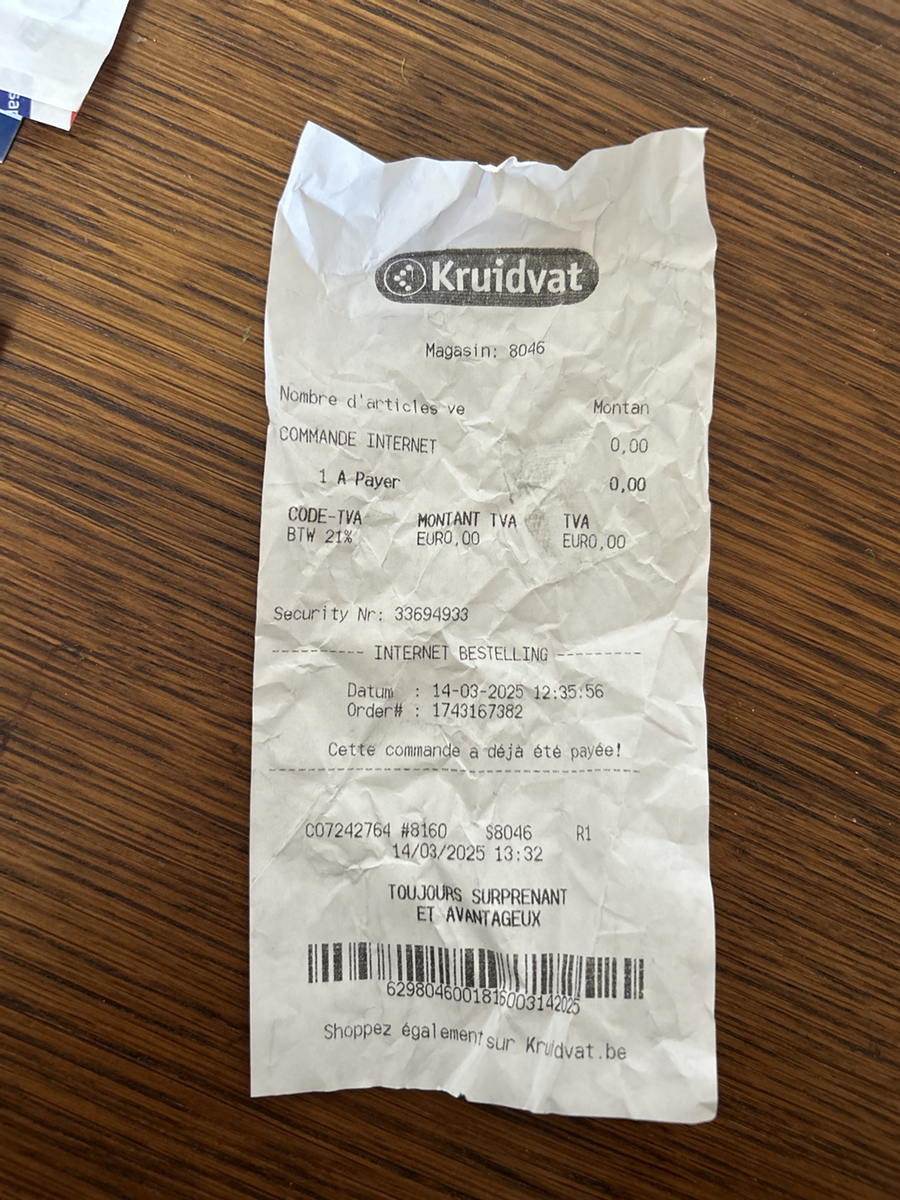 Kruidvat
Magasin: 8046
Nombre d'articles ve Montan
COMMANDE INTERNET 0,00
1 A Payer 0,00
CODE-TVA MONTANT TVA TVA
BTW 21% EUR0,00 EUR0,00
Security Nr: 33694933
---------- INTERNET BESTELLING ---------
Datum : 14-03-2025 12:35:56
Order# : 1743167382
Cette commande a déjà été payée!
C07242764 #8160 S8046 R1
14/03/2025 13:32
TOUJOURS SURPRENANT
ET AVANTAGEUX
6298046001816003142025
Shoppez également sur Kruidvat.be